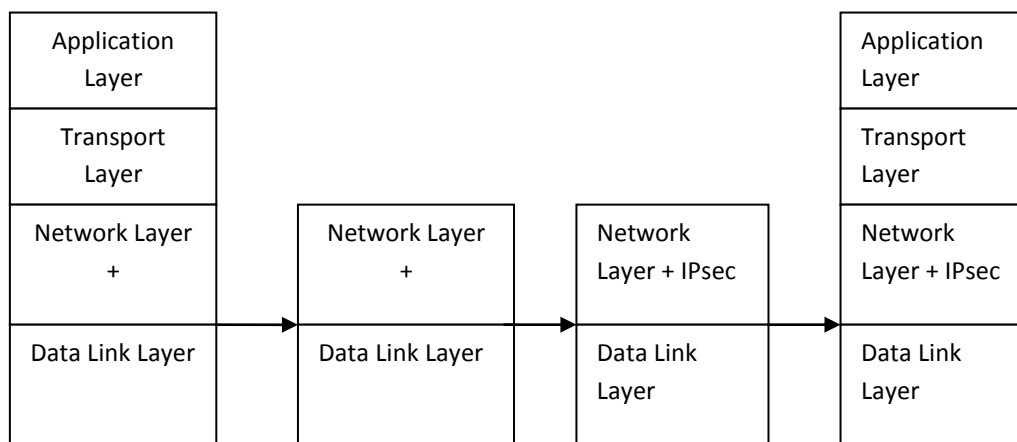 Application
Layer
Transport
Layer
Network Layer
+
Data Link Layer
Network Layer
+
Data Link Layer
Network
Layer + IPsec
Data Link
Layer
Application
Layer
Transport
Layer
Network
Layer + IPsec
Data Link
Layer